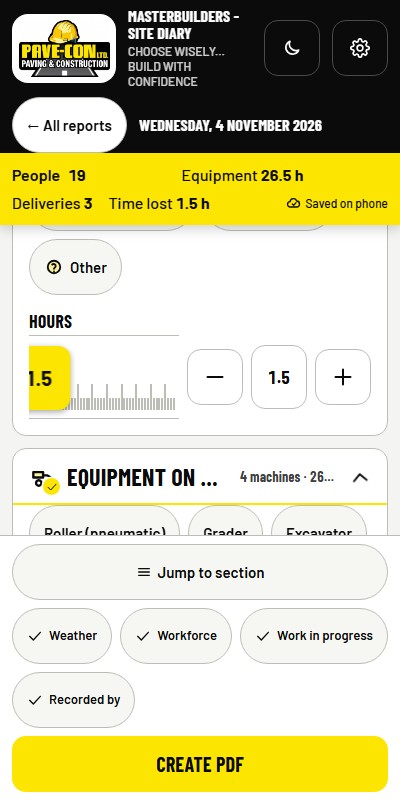 PAVE-CON LTD.
PAVING & CONSTRUCTION
MASTERBUILDERS –
SITE DIARY
CHOOSE WISELY...
BUILD WITH
CONFIDENCE
← All reports
WEDNESDAY, 4 NOVEMBER 2026
People 19
Equipment 26.5 h
Deliveries 3
Time lost 1.5 h
Saved on phone
Other
HOURS
1.5
1.5
EQUIPMENT ON ...
4 machines · 26...
Roller (pneumatic)
Grader
Excavator
Jump to section
Weather
Workforce
Work in progress
Recorded by
CREATE PDF